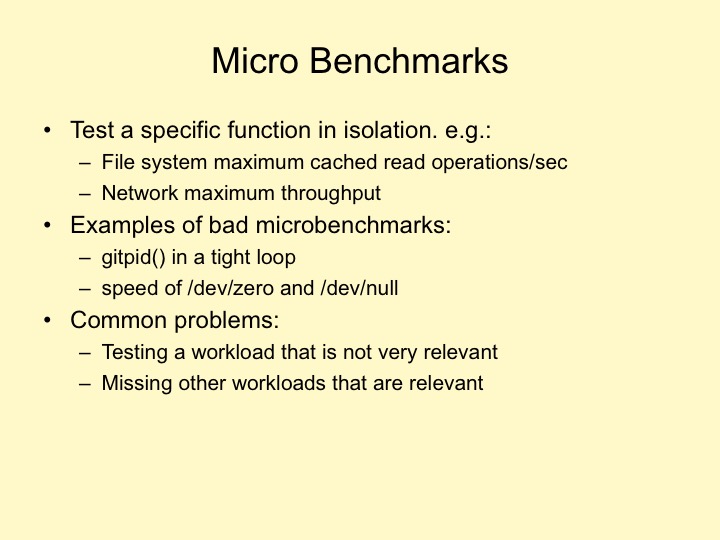 Micro Benchmarks
• Test a specific function in isolation. e.g.:
– File system maximum cached read operations/sec
– Network maximum throughput
• Examples of bad microbenchmarks:
– gitpid() in a tight loop
– speed of /dev/zero and /dev/null
• Common problems:
– Testing a workload that is not very relevant
– Missing other workloads that are relevant